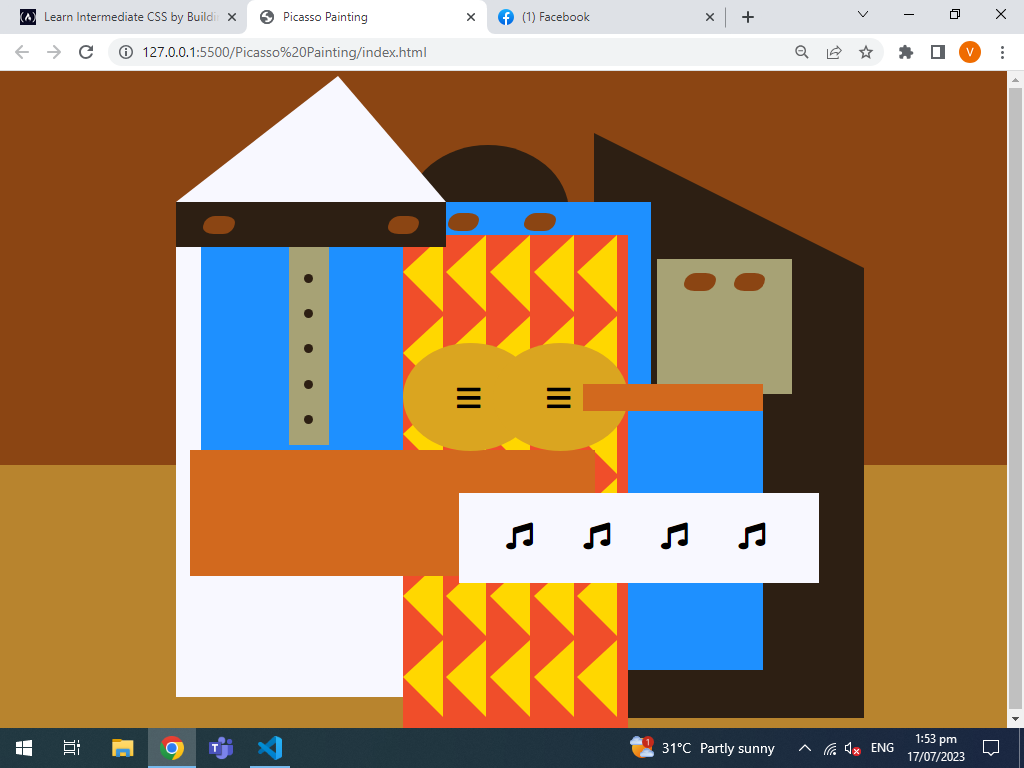 Learn Intermediate CSS by Buildi
Picasso Painting
(1) Facebook
127.0.0.1:5500/Picasso%20Painting/index.html
V
1
31°C Partly sunny
ENG
1:53 pm
17/07/2023